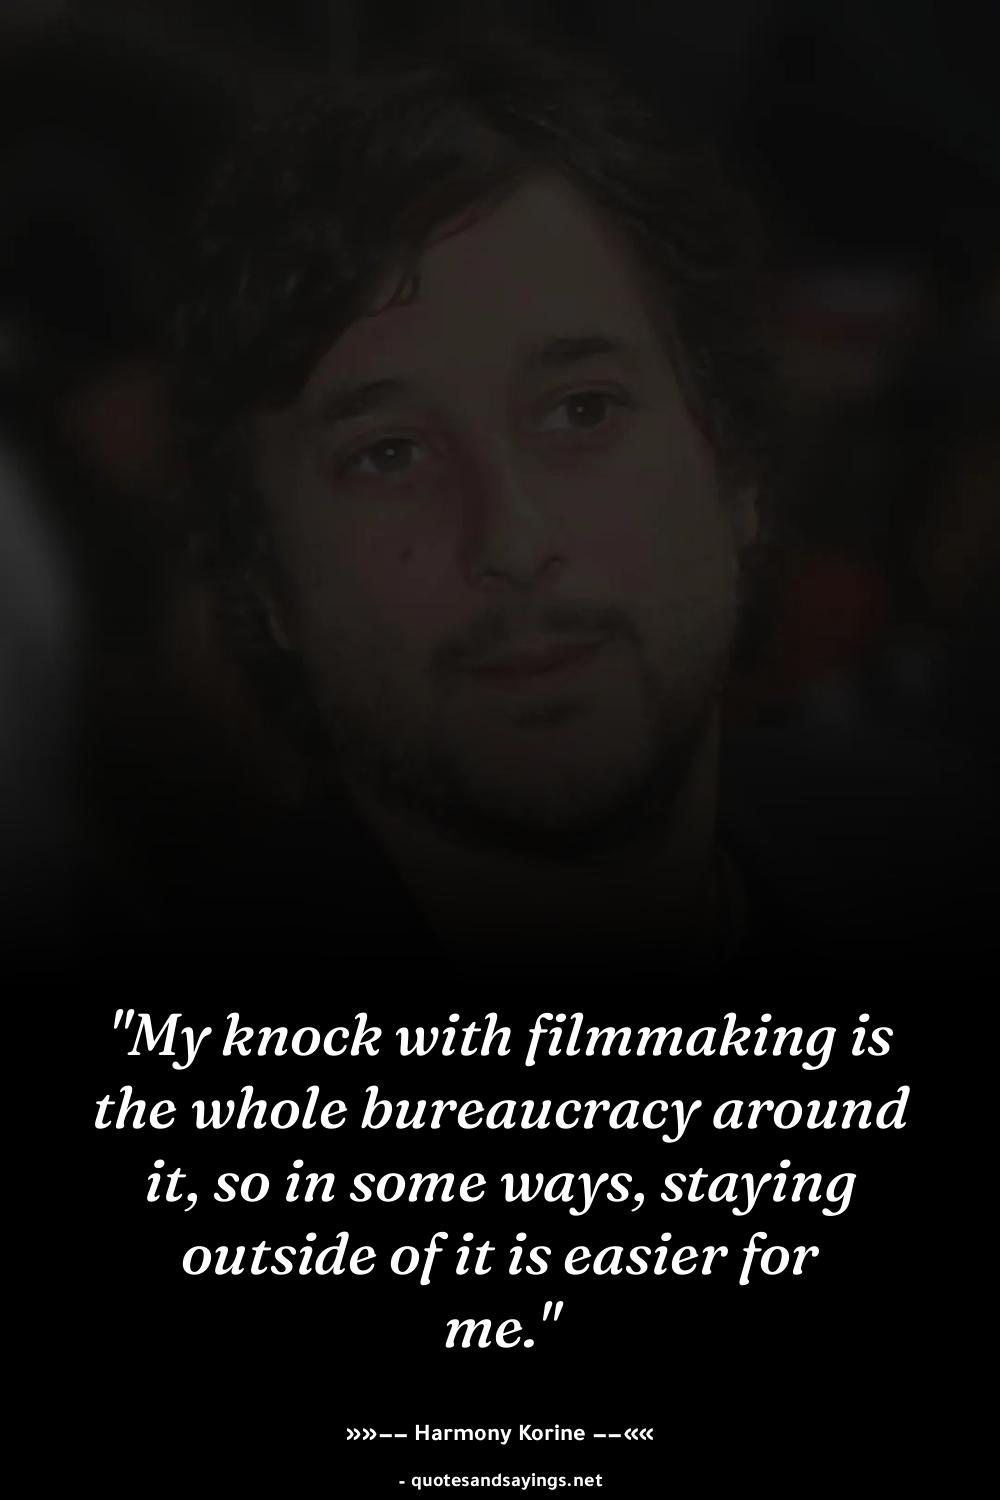 "My knock with filmmaking is
the whole bureaucracy around
it, so in some ways, staying
outside of it is easier for
me."
»»−− Harmony Korine −−««
- quotesandsayings.net